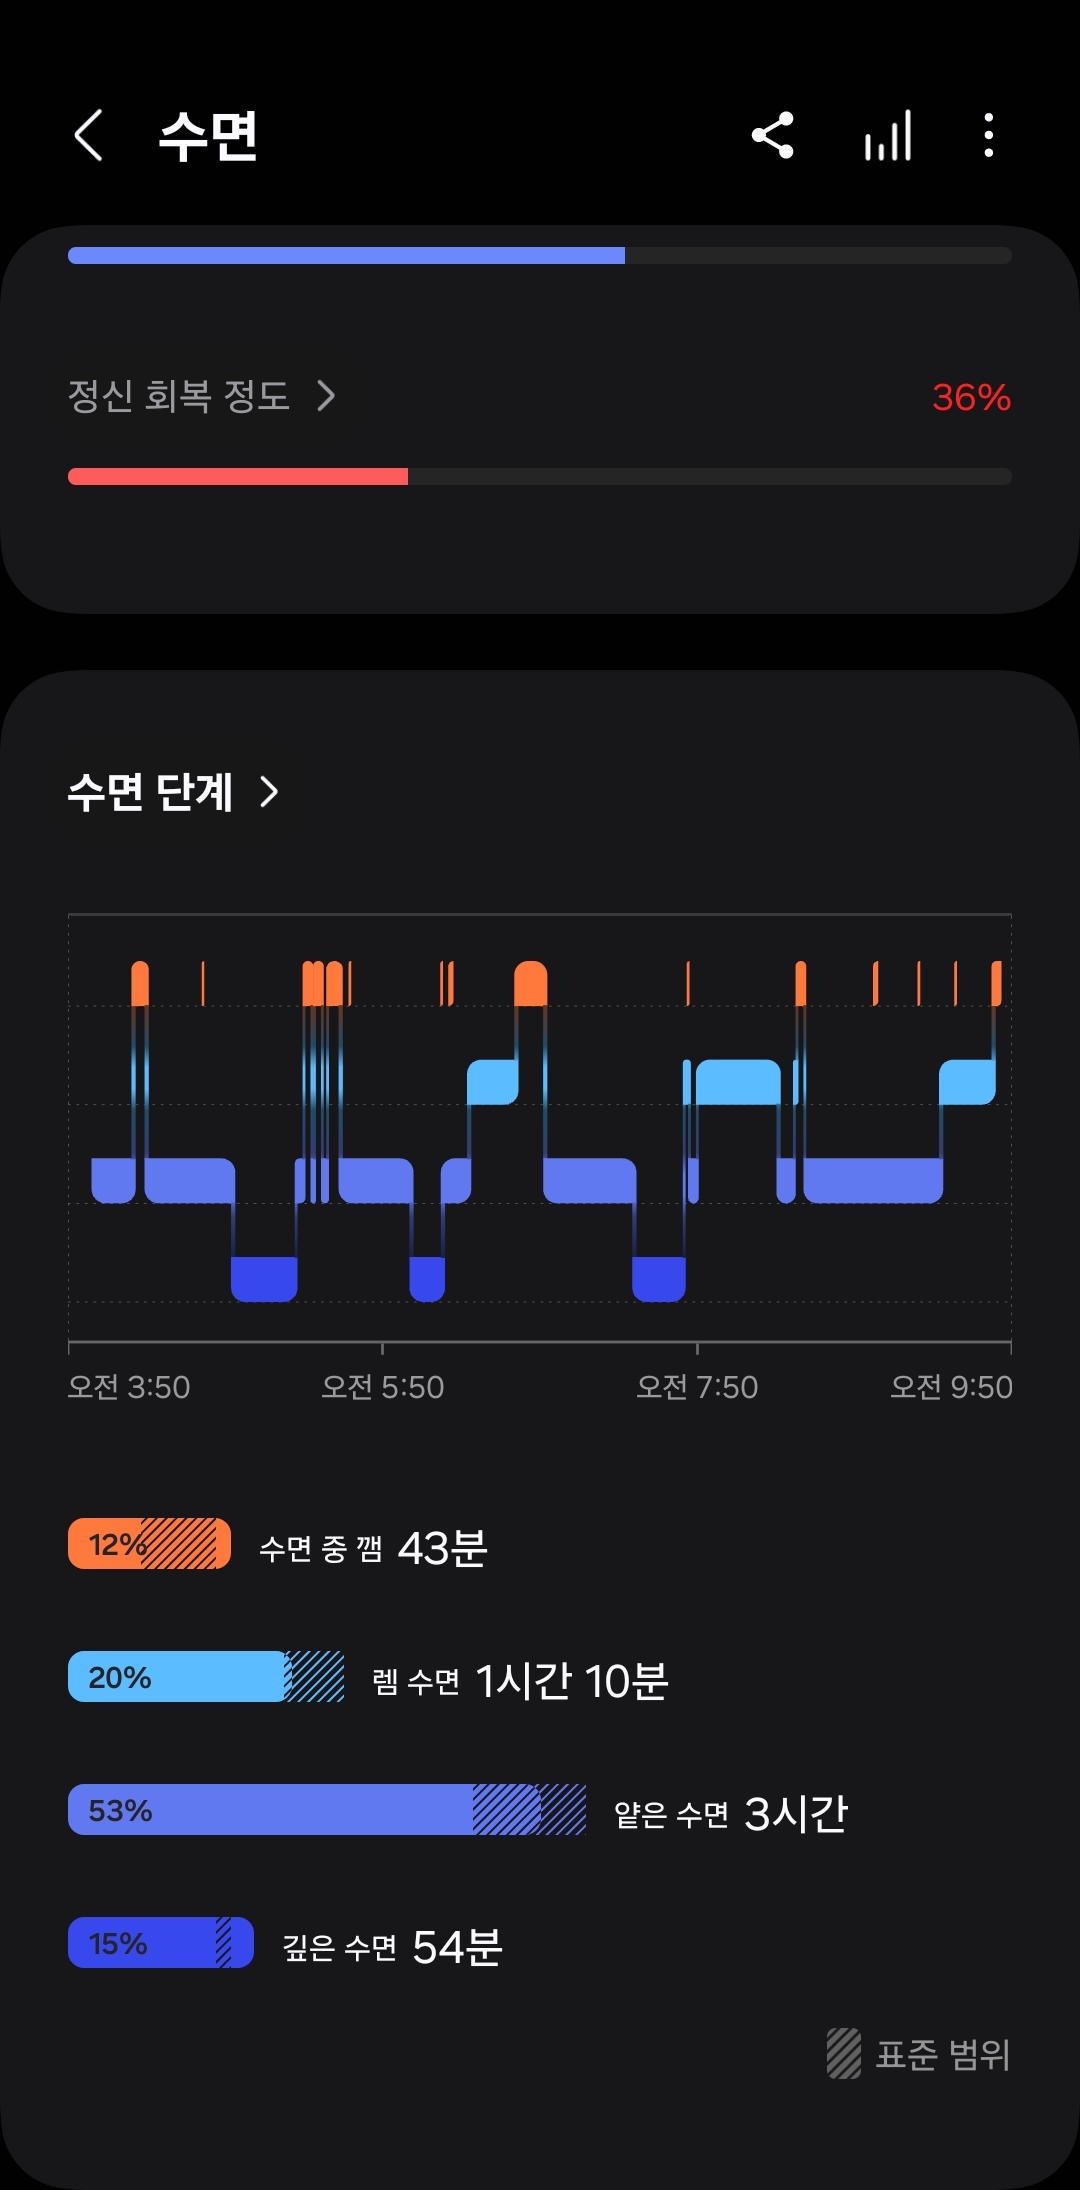 수면
정신 회복 정도 36%
수면 단계
오전 3:50 오전 5:50 오전 7:50 오전 9:50
12% 수면 중 깸 43분
20% 렘 수면 1시간 10분
53% 얕은 수면 3시간
15% 깊은 수면 54분
표준 범위